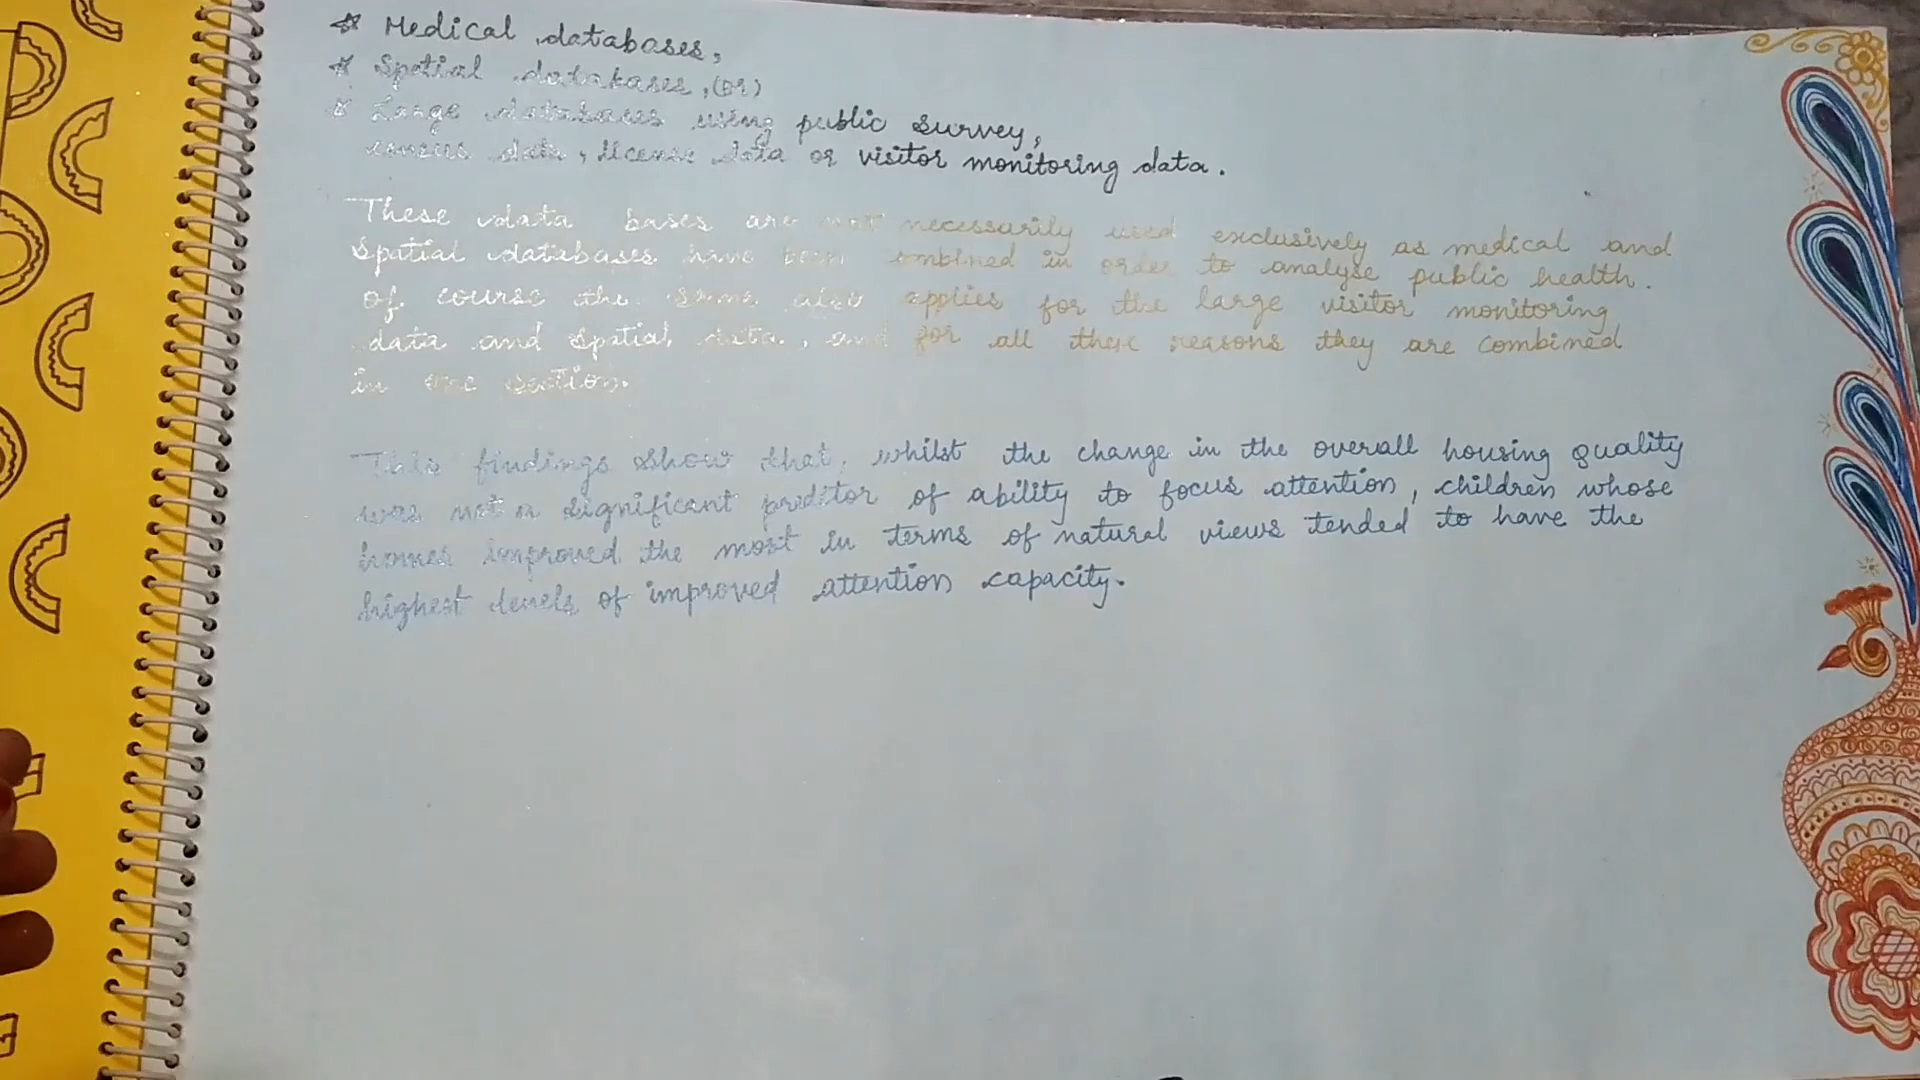 * Medical databases,
* Spatial databases, (or)
* Large databases using public survey,
census data, license data or visitor monitoring data.
These data bases are not necessarily used exclusively as medical and
spatial databases have been combined in order to analyse public health.
of course the same also applies for the large visitor monitoring
data and spatial data, and for all these reasons they are combined
in one section.
This findings show that, whilst the change in the overall housing quality
was not a significant preditor of ability to focus attention, children whose
homes improved the most in terms of natural views tended to have the
highest levels of improved attention capacity.